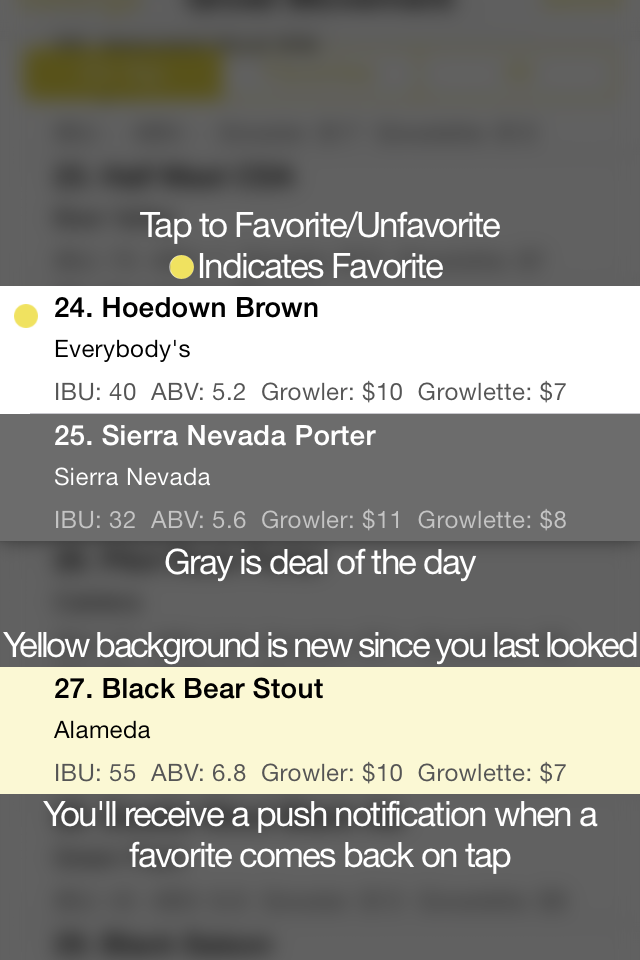 Tap to Favorite/Unfavorite
Indicates Favorite
24. Hoedown Brown
Everybody's
IBU: 40 ABV: 5.2 Growler: $10 Growlette: $7
25. Sierra Nevada Porter
Sierra Nevada
IBU: 32 ABV: 5.6 Growler: $11 Growlette: $8
Gray is deal of the day
Yellow background is new since you last looked
27. Black Bear Stout
Alameda
IBU: 55 ABV: 6.8 Growler: $10 Growlette: $7
You'll receive a push notification when a
favorite comes back on tap